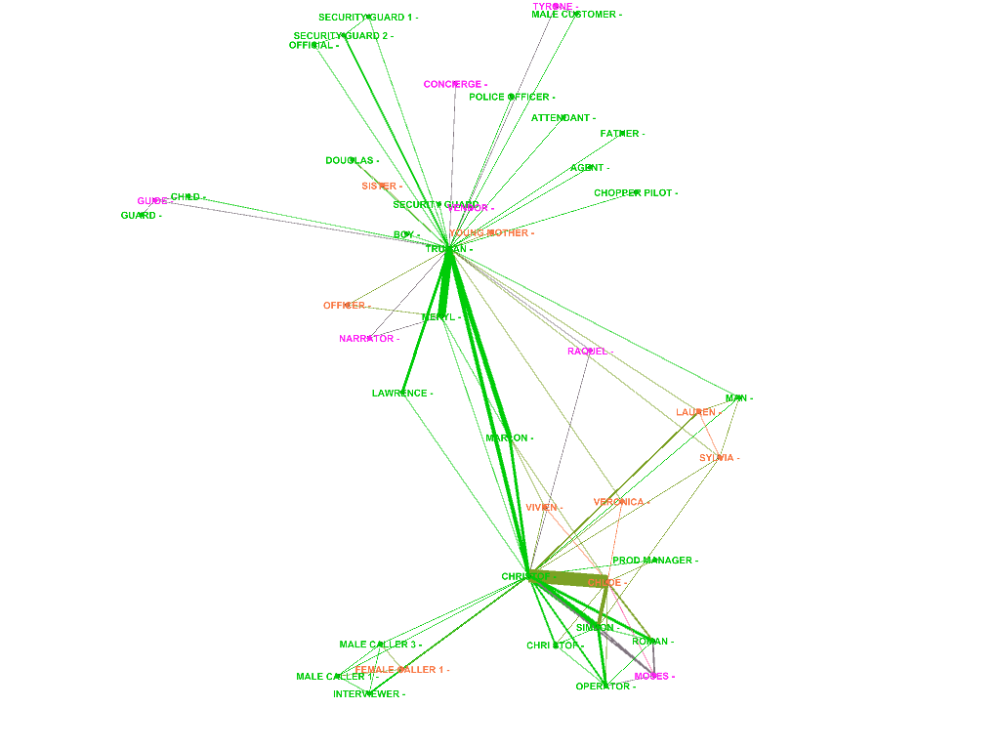 TYRONE -
MALE CUSTOMER -
SECURITY GUARD 1 -
SECURITY GUARD 2 -
OFFICIAL -
CONCIERGE -
POLICE OFFICER -
ATTENDANT -
FATHER -
DOUGLAS -
AGENT -
SISTER -
CHOPPER PILOT -
CHILD -
GUIDE -
SECURITY GUARD
VENDOR -
GUARD -
BOY -
YOUNG MOTHER -
TRUMAN -
OFFICER -
MERYL -
NARRATOR -
RAQUEL -
LAWRENCE -
MAN -
LAUREN -
MARLON -
SYLVIA -
VIVIEN -
VERONICA -
PROD MANAGER -
CHRISTOF
CHLOE -
SIMEON -
ROMAN -
MALE CALLER 3 -
CHRISTOF -
FEMALE CALLER 1 -
MALE CALLER 1 -
MOSES -
OPERATOR -
INTERVIEWER -